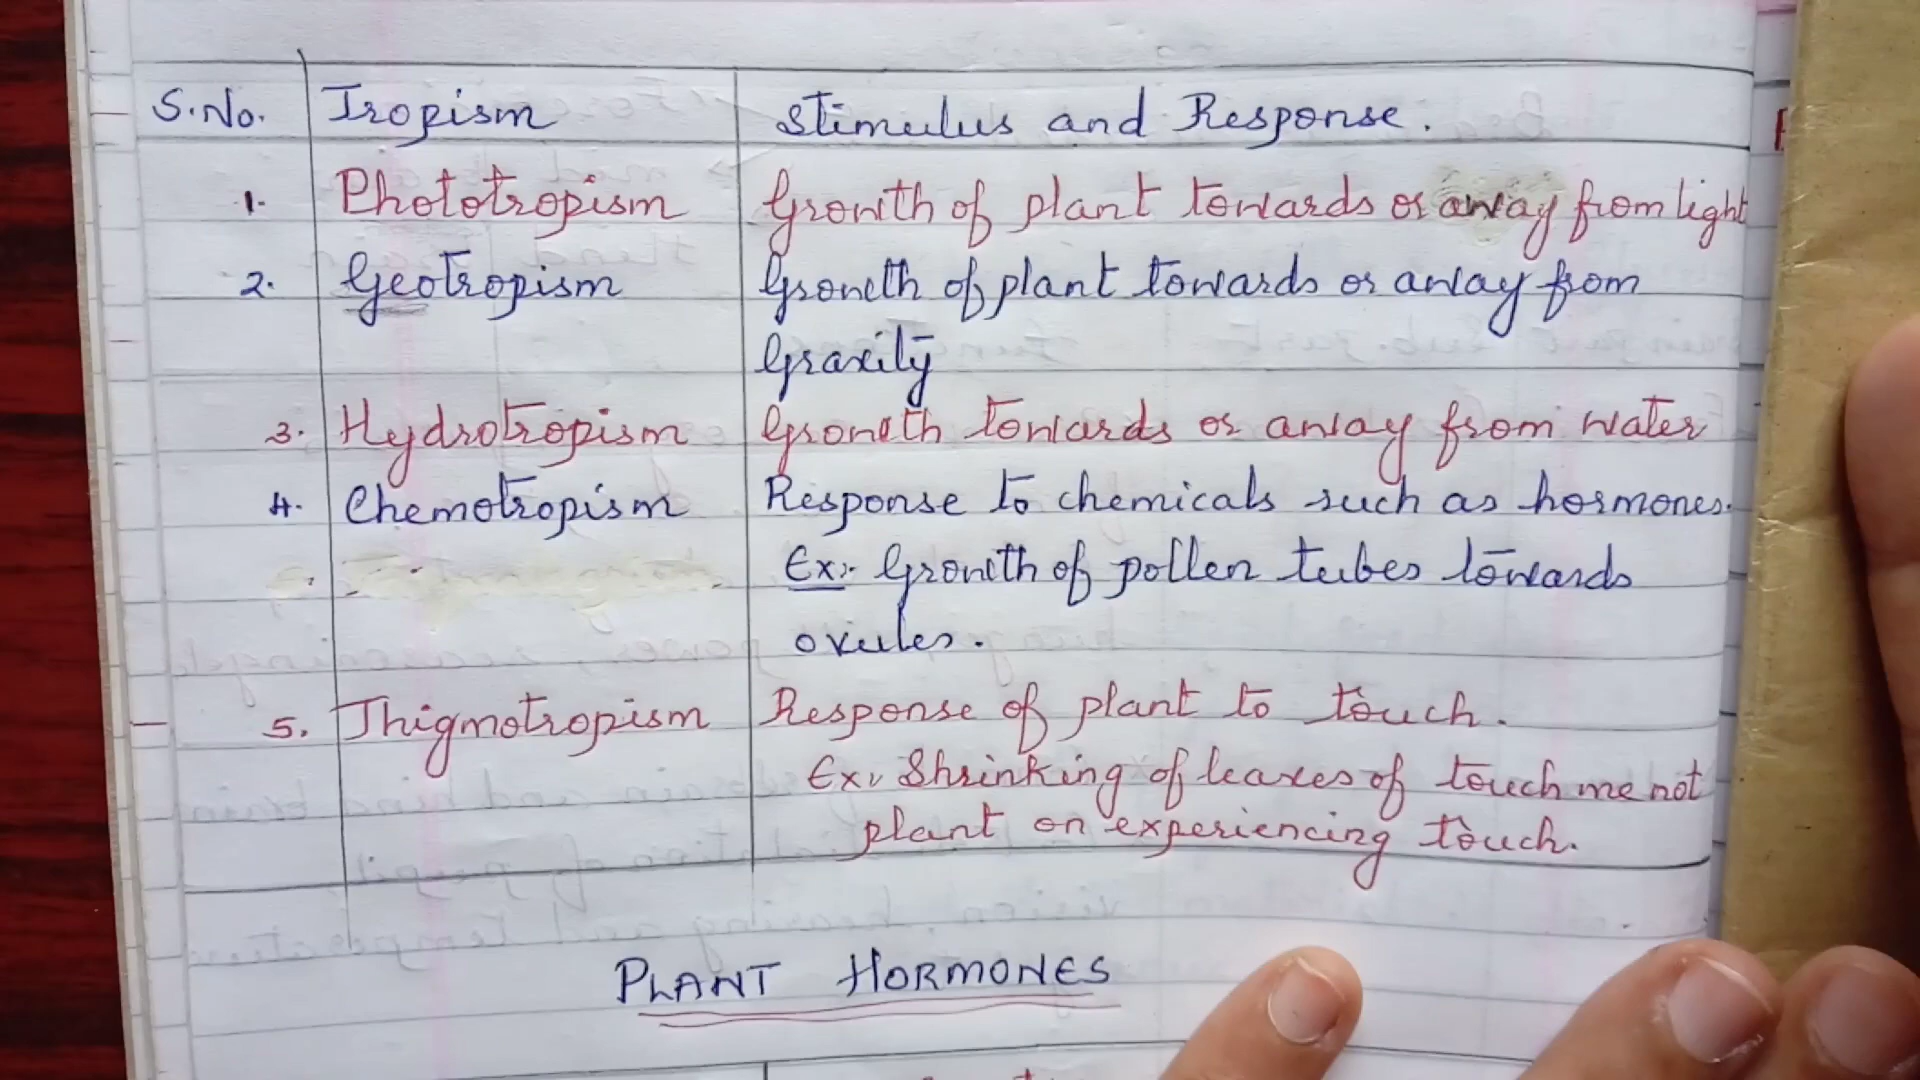 S.No. Tropism Stimulus and Response.
1. Phototropism Growth of plant towards or away from light
2. Geotropism Growth of plant towards or away from
Gravity
3. Hydrotropism Growth towards or away from water
4. Chemotropism Response to chemicals such as hormones.
Ex:- Growth of pollen tubes towards
ovules.
5. Thigmotropism Response of plant to touch.
Ex:- Shrinking of leaves of touch me not
plant on experiencing touch.
PLANT HORMONES